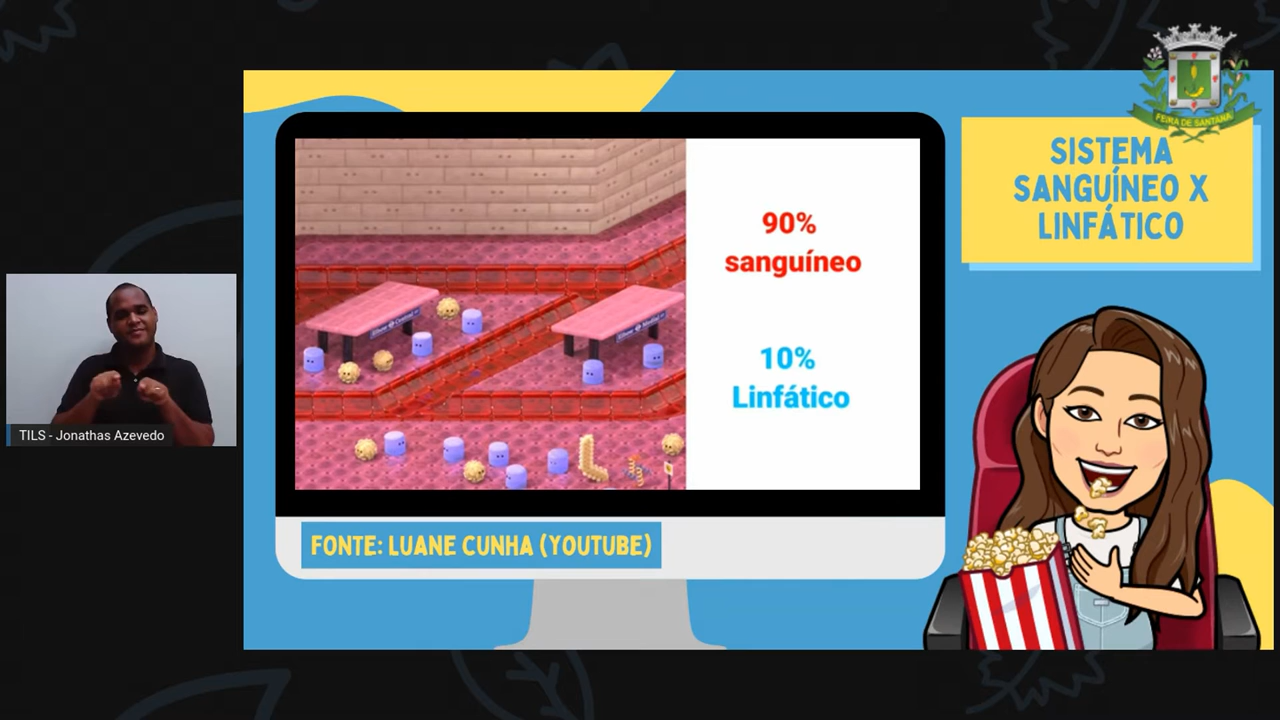 FEIRA DE SANTANA
SISTEMA
SANGUÍNEO X
LINFÁTICO
90%
sanguíneo
10%
Linfático
TILS - Jonathas Azevedo
FONTE: LUANE CUNHA (YOUTUBE)